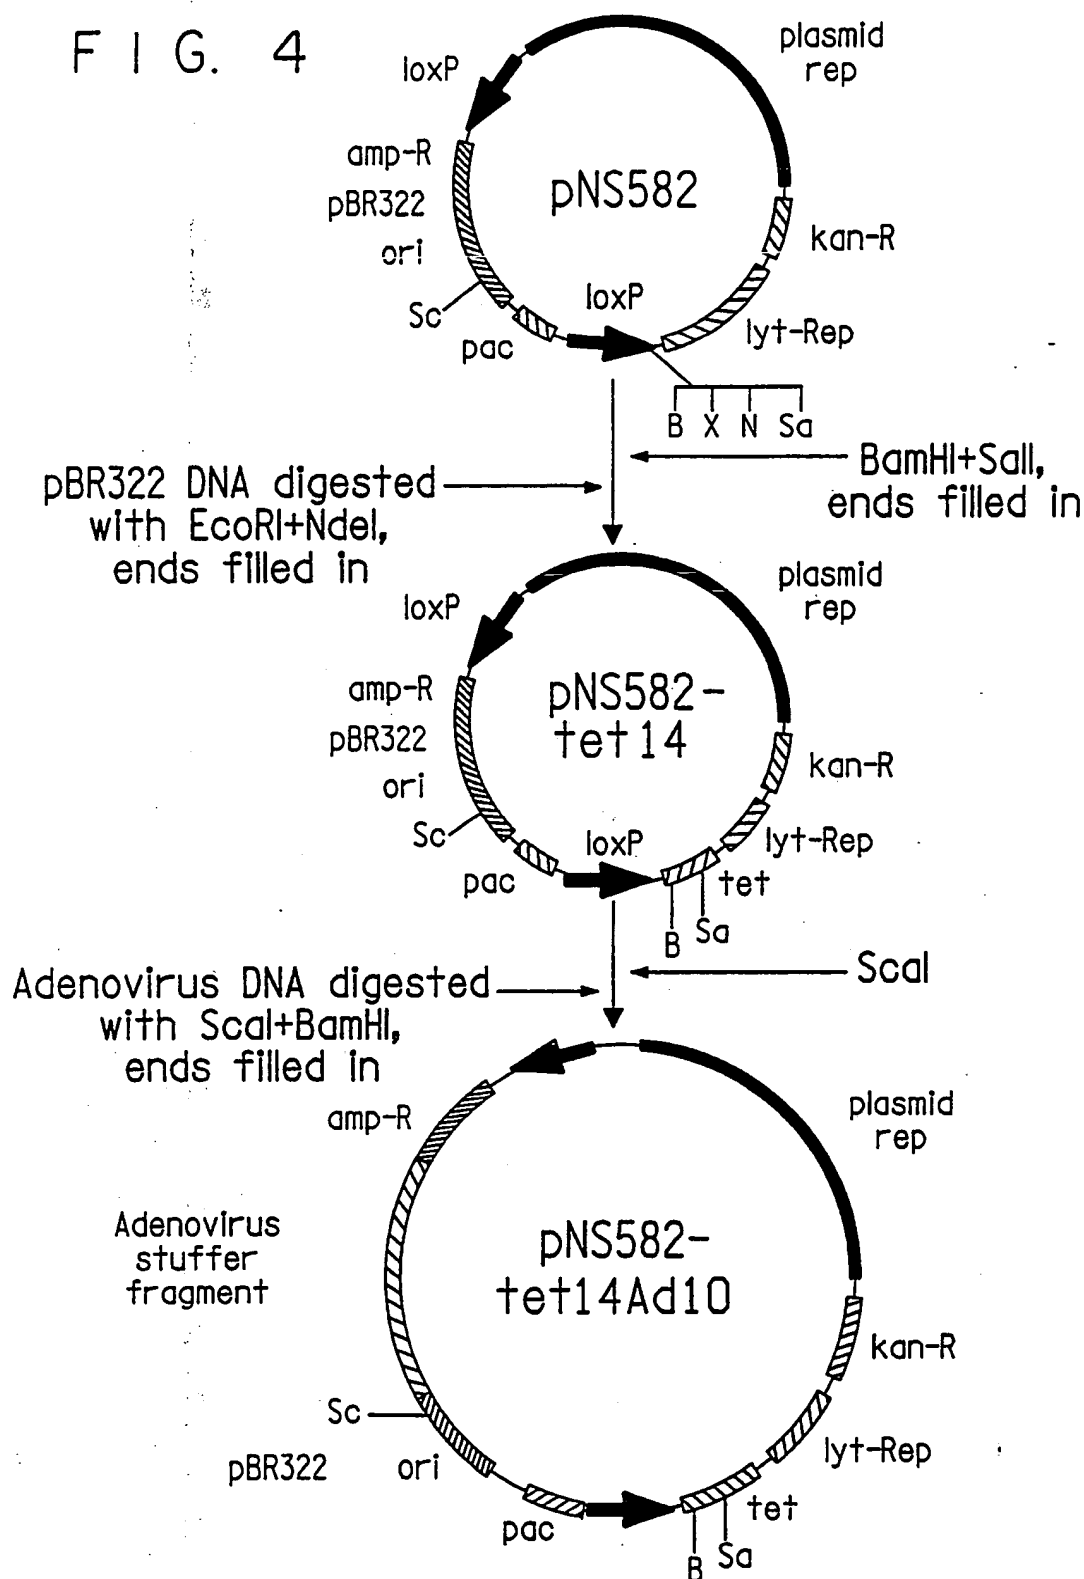 FIG. 4
loxP
plasmid
rep
amp-R
pBR322
ori
pNS582
kan-R
Sc
loxP
pac
lyt-Rep
B X N Sa
pBR322 DNA digested
with EcoRI+NdeI,
ends filled in
BamHI+SalI,
ends filled in
loxP
plasmid
rep
amp-R
pBR322
ori
pNS582-
tet14
kan-R
Sc
loxP
lyt-Rep
pac
tet
B
Sa
Adenovirus DNA digested
with ScaI+BamHI,
ends filled in
ScaI
amp-R
plasmid
rep
Adenovirus
stuffer
fragment
pNS582-
tet14Ad10
kan-R
Sc
pBR322
ori
lyt-Rep
pac
tet
B
Sa